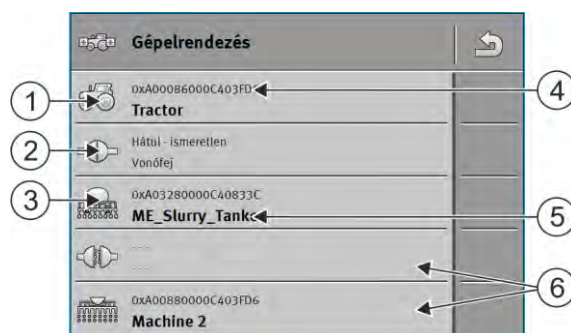 Gépelrendezés
0xA00086000C403FD
Tractor
Hátul - ismeretlen
Vonófej
0xA03280000C40833C
ME_Slurry_Tank
---
---
0xA00880000C403FD6
Machine 2
1
2
3
4
5
6